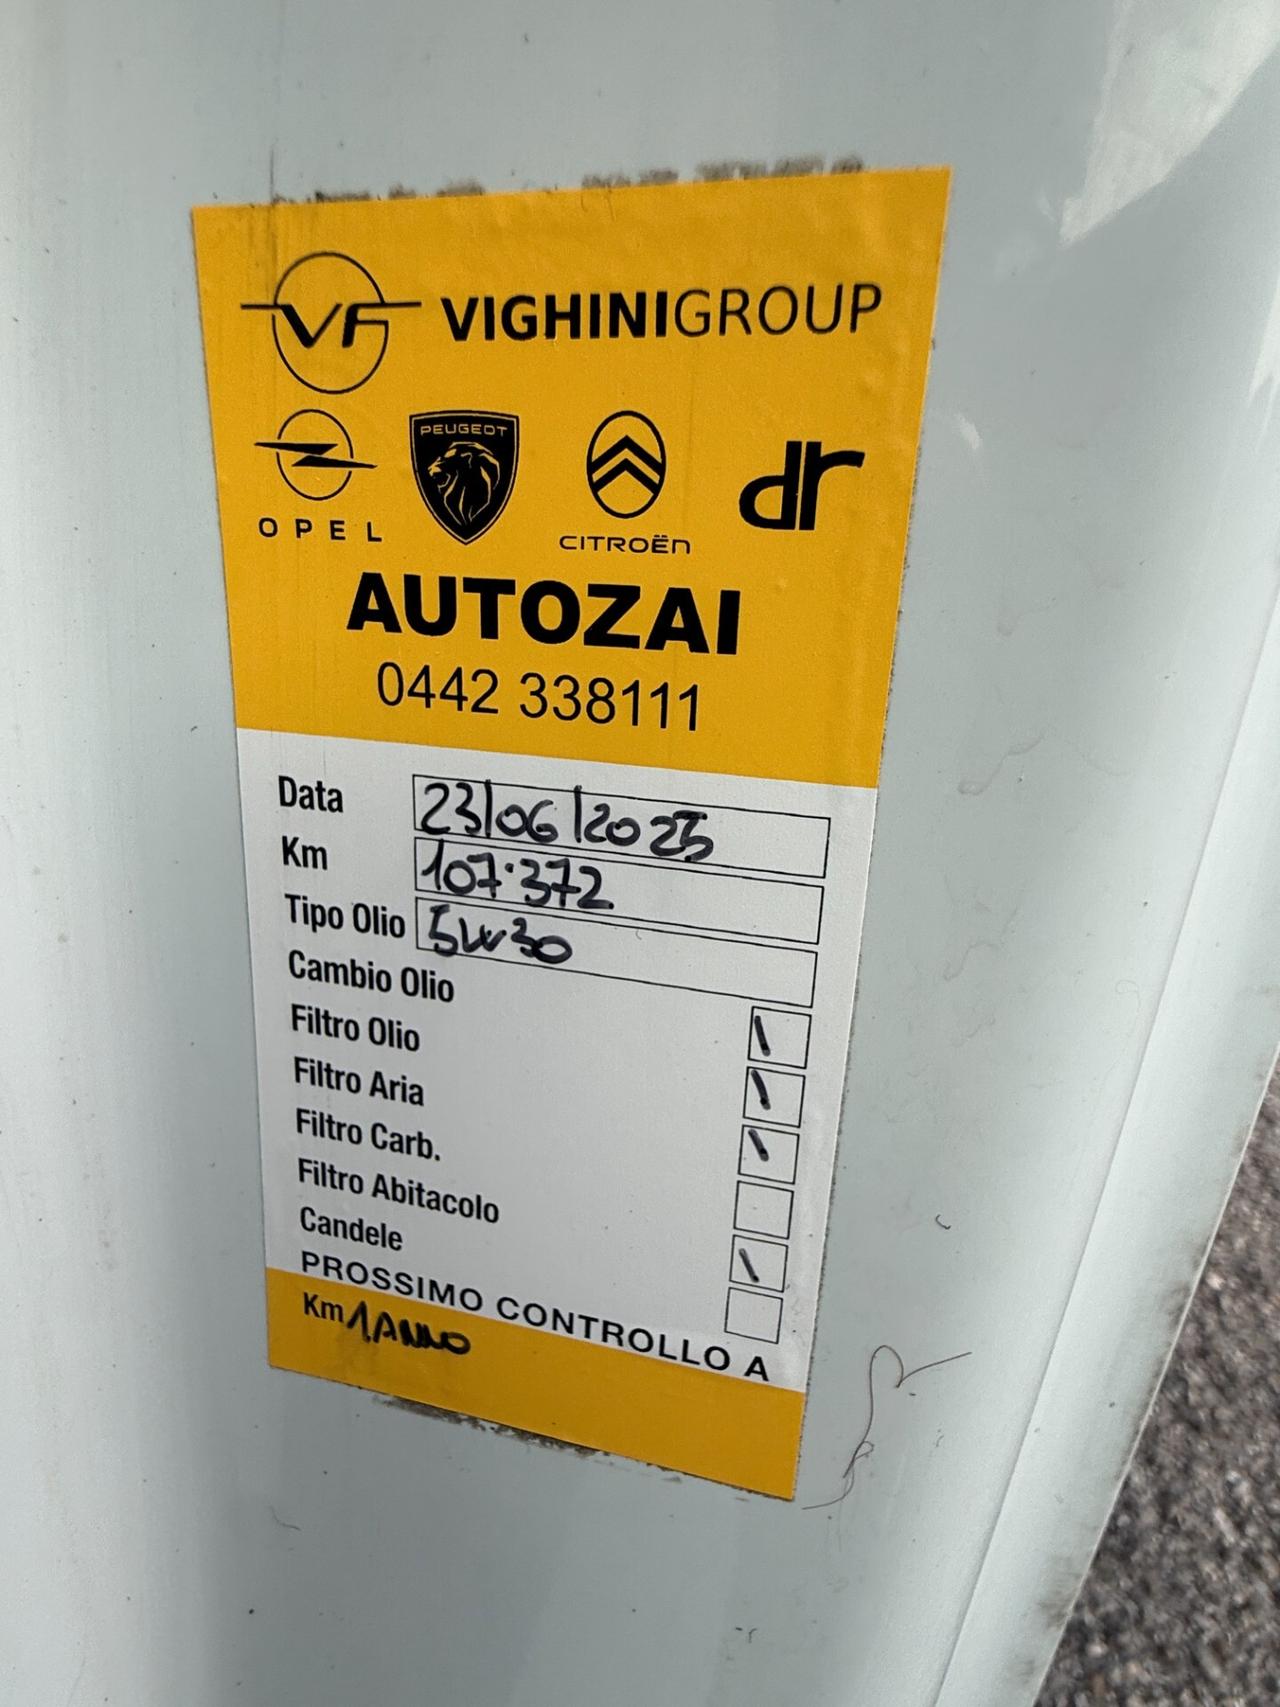 VF VIGHINIGROUP
OPEL PEUGEOT CITROËN dr
AUTOZAI
0442 338111
Data 23/06/2025
Km 107.372
Tipo Olio 5W30
Cambio Olio
Filtro Olio
Filtro Aria
Filtro Carb.
Filtro Abitacolo
Candele
PROSSIMO CONTROLLO A
Km 1 ANNO